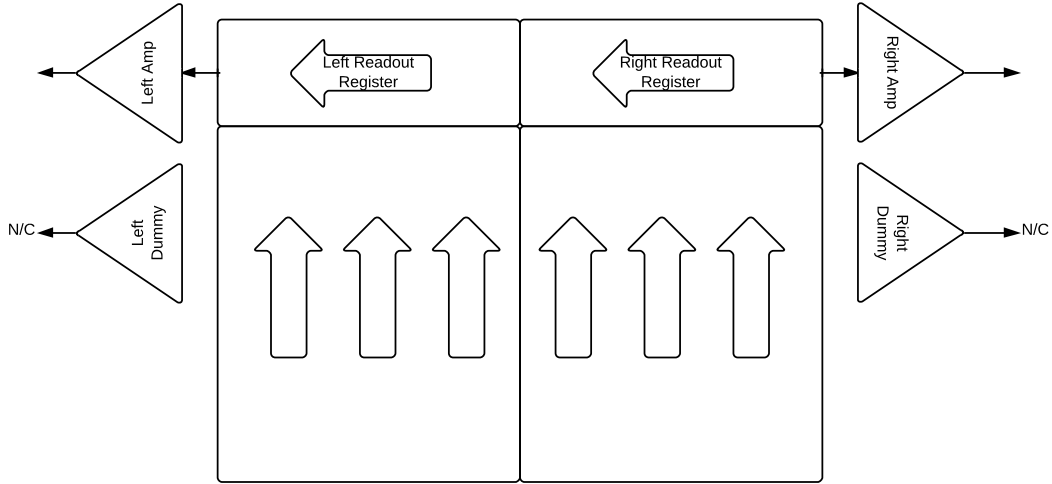 Left Amp
Left Readout
Register
Right Readout
Register
Right Amp
N/C
Left
Dummy
Right
Dummy
N/C